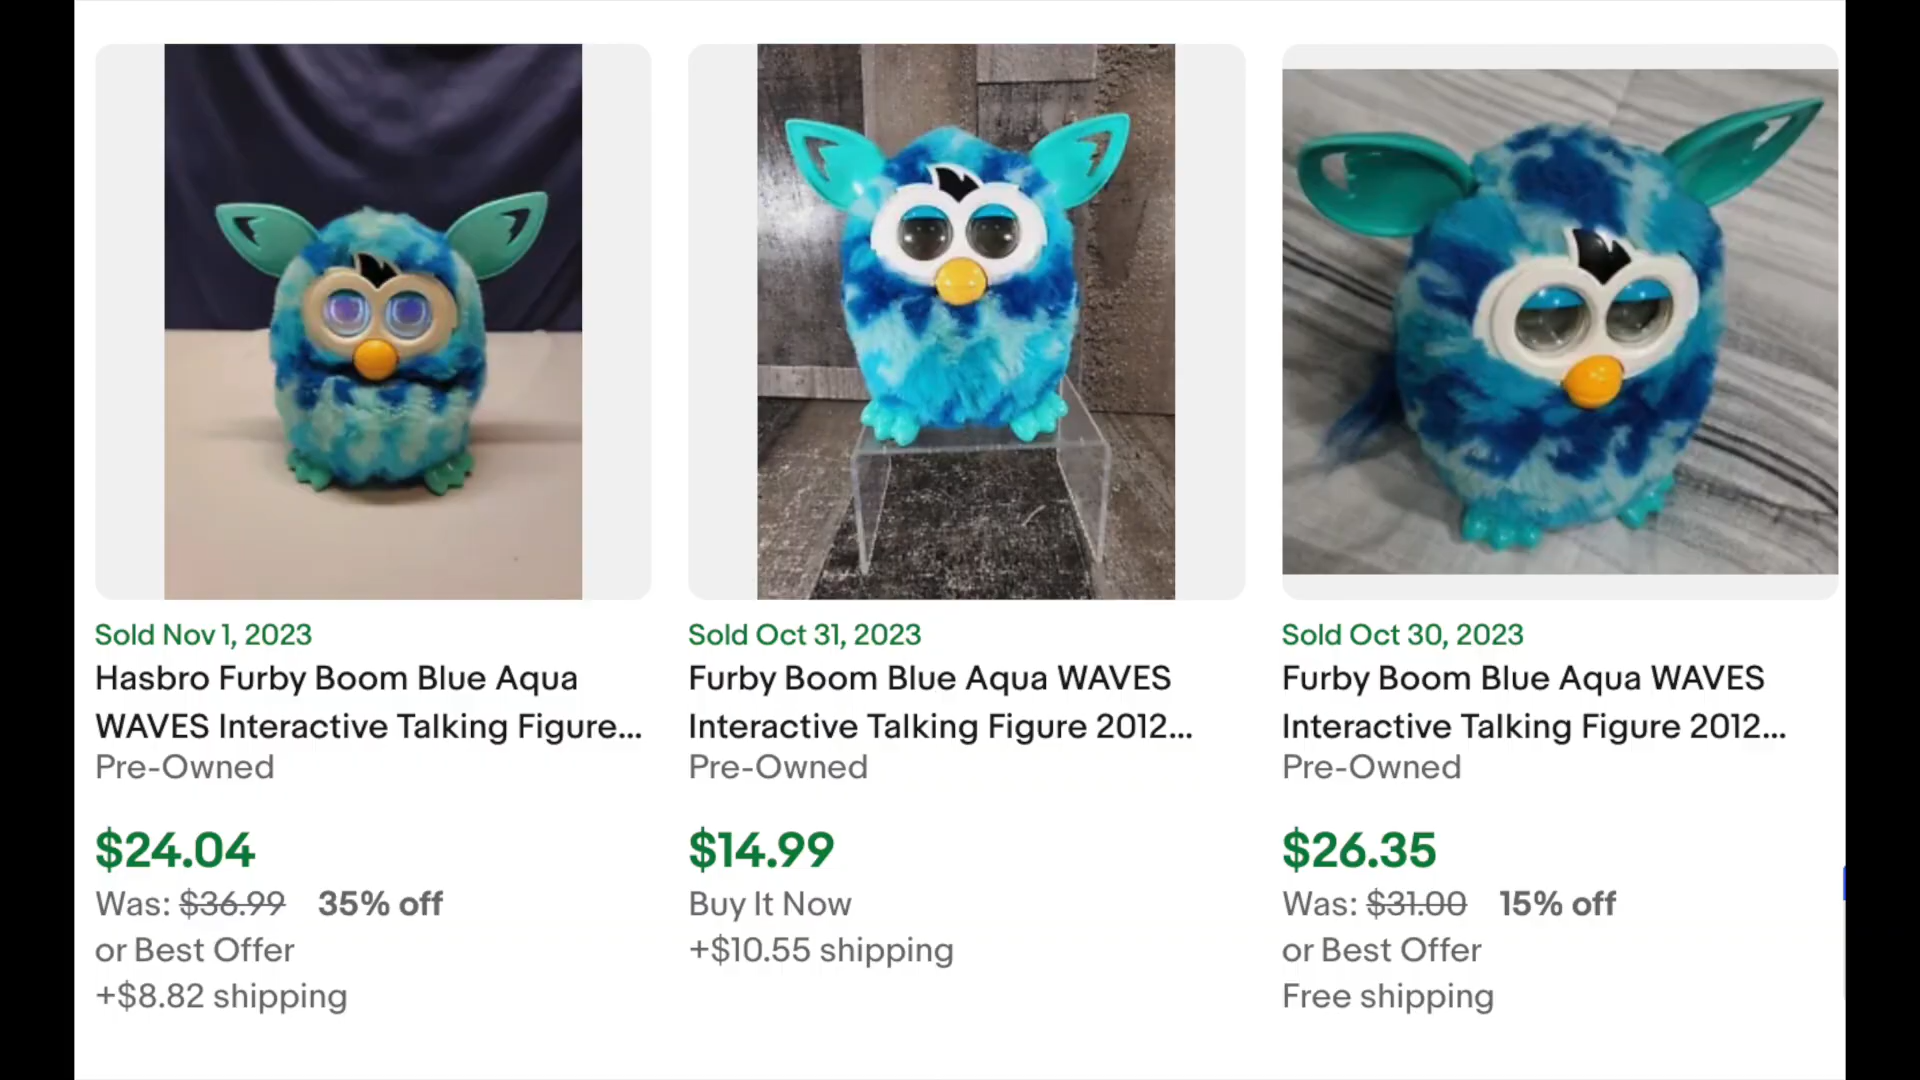 Sold Nov 1, 2023
Hasbro Furby Boom Blue Aqua
WAVES Interactive Talking Figure...
Pre-Owned
$24.04
Was: $36.99 35% off
or Best Offer
+$8.82 shipping
Sold Oct 31, 2023
Furby Boom Blue Aqua WAVES
Interactive Talking Figure 2012...
Pre-Owned
$14.99
Buy It Now
+$10.55 shipping
Sold Oct 30, 2023
Furby Boom Blue Aqua WAVES
Interactive Talking Figure 2012...
Pre-Owned
$26.35
Was: $31.00 15% off
or Best Offer
Free shipping